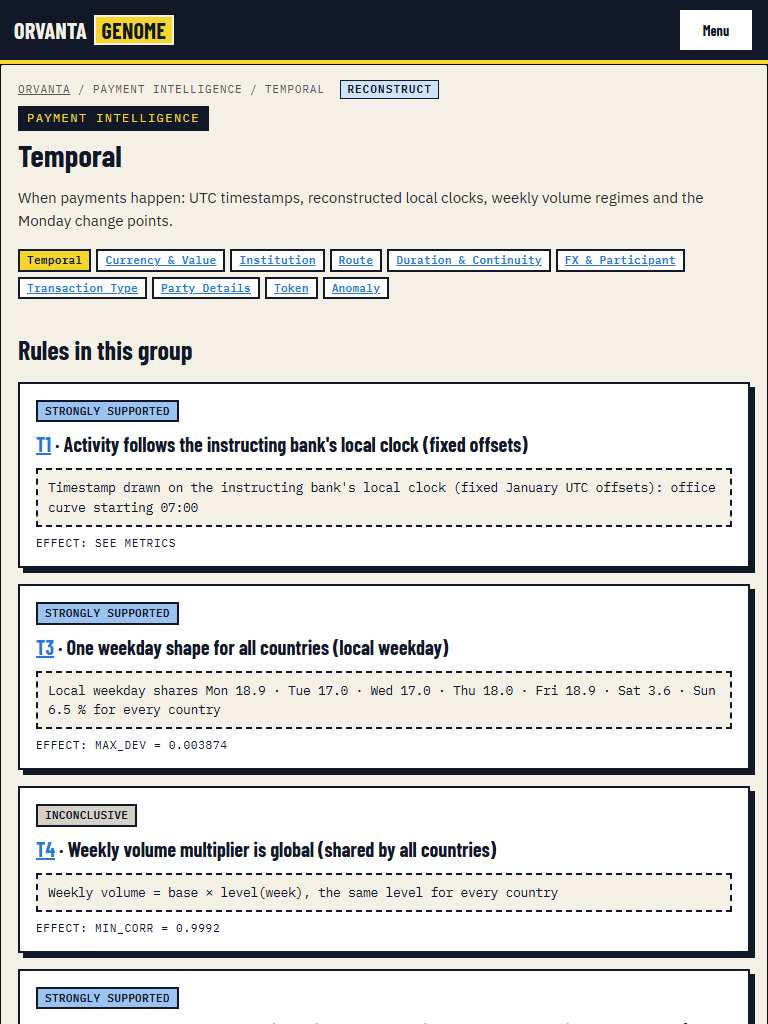 ORVANTA GENOME
Menu
ORVANTA / PAYMENT INTELLIGENCE / TEMPORAL RECONSTRUCT
PAYMENT INTELLIGENCE
Temporal
When payments happen: UTC timestamps, reconstructed local clocks, weekly volume regimes and the
Monday change points.
Temporal Currency & Value Institution Route Duration & Continuity FX & Participant
Transaction Type Party Details Token Anomaly
Rules in this group
STRONGLY SUPPORTED
T1 · Activity follows the instructing bank's local clock (fixed offsets)
Timestamp drawn on the instructing bank's local clock (fixed January UTC offsets): office
curve starting 07:00
EFFECT: SEE METRICS
STRONGLY SUPPORTED
T3 · One weekday shape for all countries (local weekday)
Local weekday shares Mon 18.9 · Tue 17.0 · Wed 17.0 · Thu 18.0 · Fri 18.9 · Sat 3.6 · Sun
6.5 % for every country
EFFECT: MAX_DEV = 0.003874
INCONCLUSIVE
T4 · Weekly volume multiplier is global (shared by all countries)
Weekly volume = base × level(week), the same level for every country
EFFECT: MIN_CORR = 0.9992
STRONGLY SUPPORTED